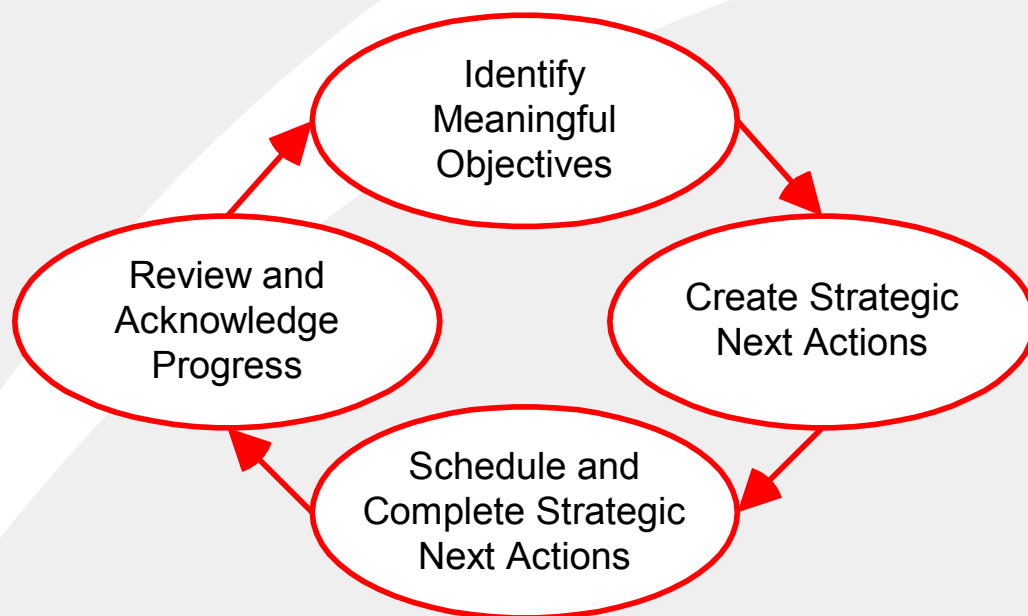 Identify
Meaningful
Objectives
Create Strategic
Next Actions
Schedule and
Complete Strategic
Next Actions
Review and
Acknowledge
Progress